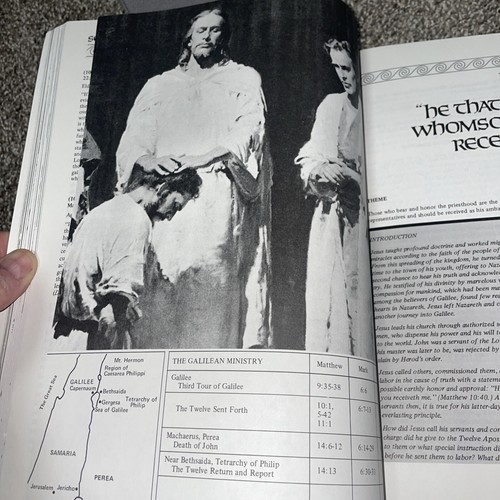 THE GALILEAN MINISTRY
Matthew
Mark
Galilee
Third Tour of Galilee
9:35-38
6:6
The Twelve Sent Forth
10:1,
5-42
11:1
6:7-13
Machaerus, Perea
Death of John
14:6-12
6:14-29
Near Bethsaida, Tetrarchy of Philip
The Twelve Return and Report
14:13
6:30-33
Mt. Hermon
Region of
Caesarea Philippi
The Great Sea
GALILEE
Capernaum
Bethsaida
Gergesa
Sea of Galilee
Tetrarchy of
Philip
SAMARIA
PEREA
Jerusalem
Jericho
"he that
whomso
rece
THEME
Those who hear and honor the priesthood are the
representatives and should be received as his amba
INTRODUCTION
Jesus taught profound doctrine and worked mig
miracles according to the faith of the people of
From this spreading of the kingdom, he turned
come to the town of his youth, offering to Naza
second chance to hear his truth and acknowled
ery. He testified of his divinity by marvelous w
compassion for mankind, which had been mar
among the believers of Galilee, found few recep
hearts in Nazareth. Jesus left Nazareth and co
another journey into Galilee.
Jesus leads his church through authorized se
men, who dispense his power and his will to
to the world. John was a servant of the Lor
his master was later to be, was rejected by
slain by Herod's order.
Jesus called others, commissioned them,
labor in the cause of truth with a stateme
possible earthly honor and approval: "H
you receiveth me." (Matthew 10:40.) A
servants then, it is true for his latter-day
everlasting principle.
How did Jesus call his servants and com
charge did he give to the Twelve Apos
to them or what special instruction di
before he sent them to labor? What d